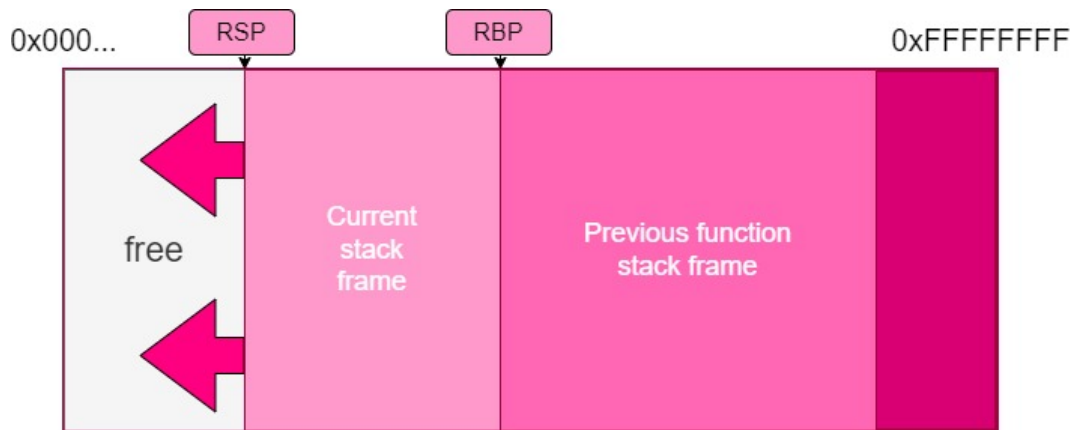 0x000...
RSP
RBP
0xFFFFFFFF
free
Current
stack
frame
Previous function
stack frame